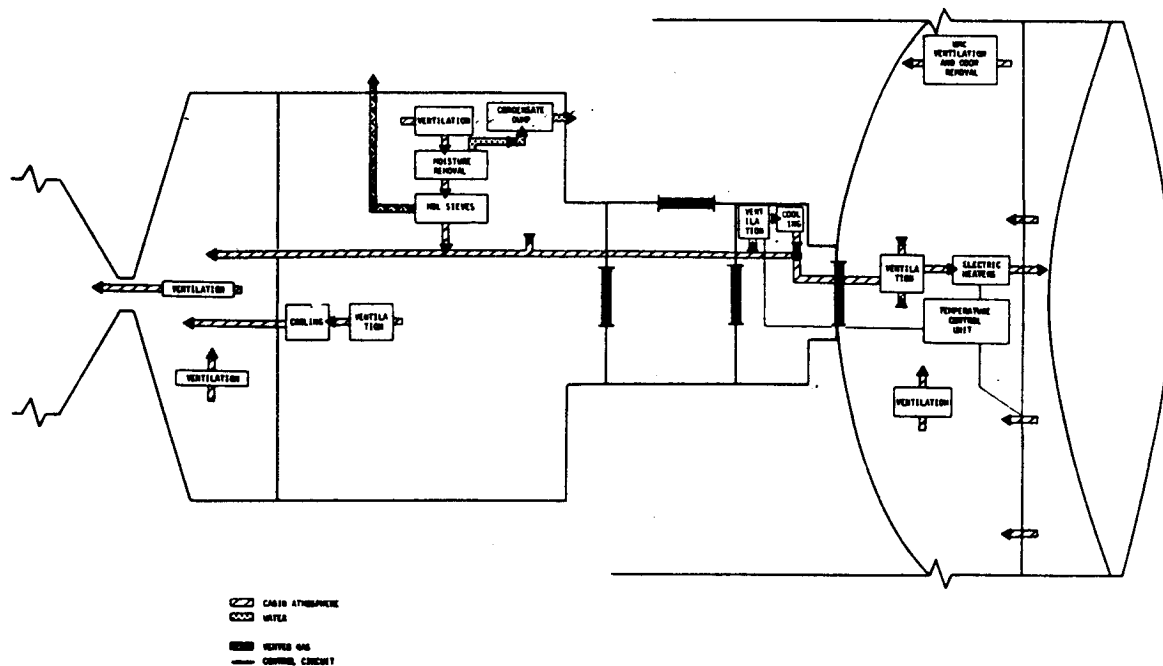 WMC
VENTILATION
AND ODOR
REMOVAL
VENTILATION
CONDENSATE
DUMP
MOISTURE
REMOVAL
MOL SIEVES
VENT
ILA
TION
COOL
ING
VENTILATION
VENTILA
TION
ELECTRIC
HEATERS
COOLING
VENTILA
TION
TEMPERATURE
CONTROL
UNIT
VENTILATION
VENTILATION
CABIN ATMOSPHERE
WATER
VENTED GAS
CONTROL CIRCUIT